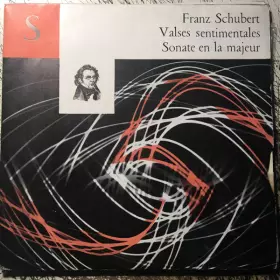 S
Franz Schubert
Valses sentimentales
Sonate en la majeur